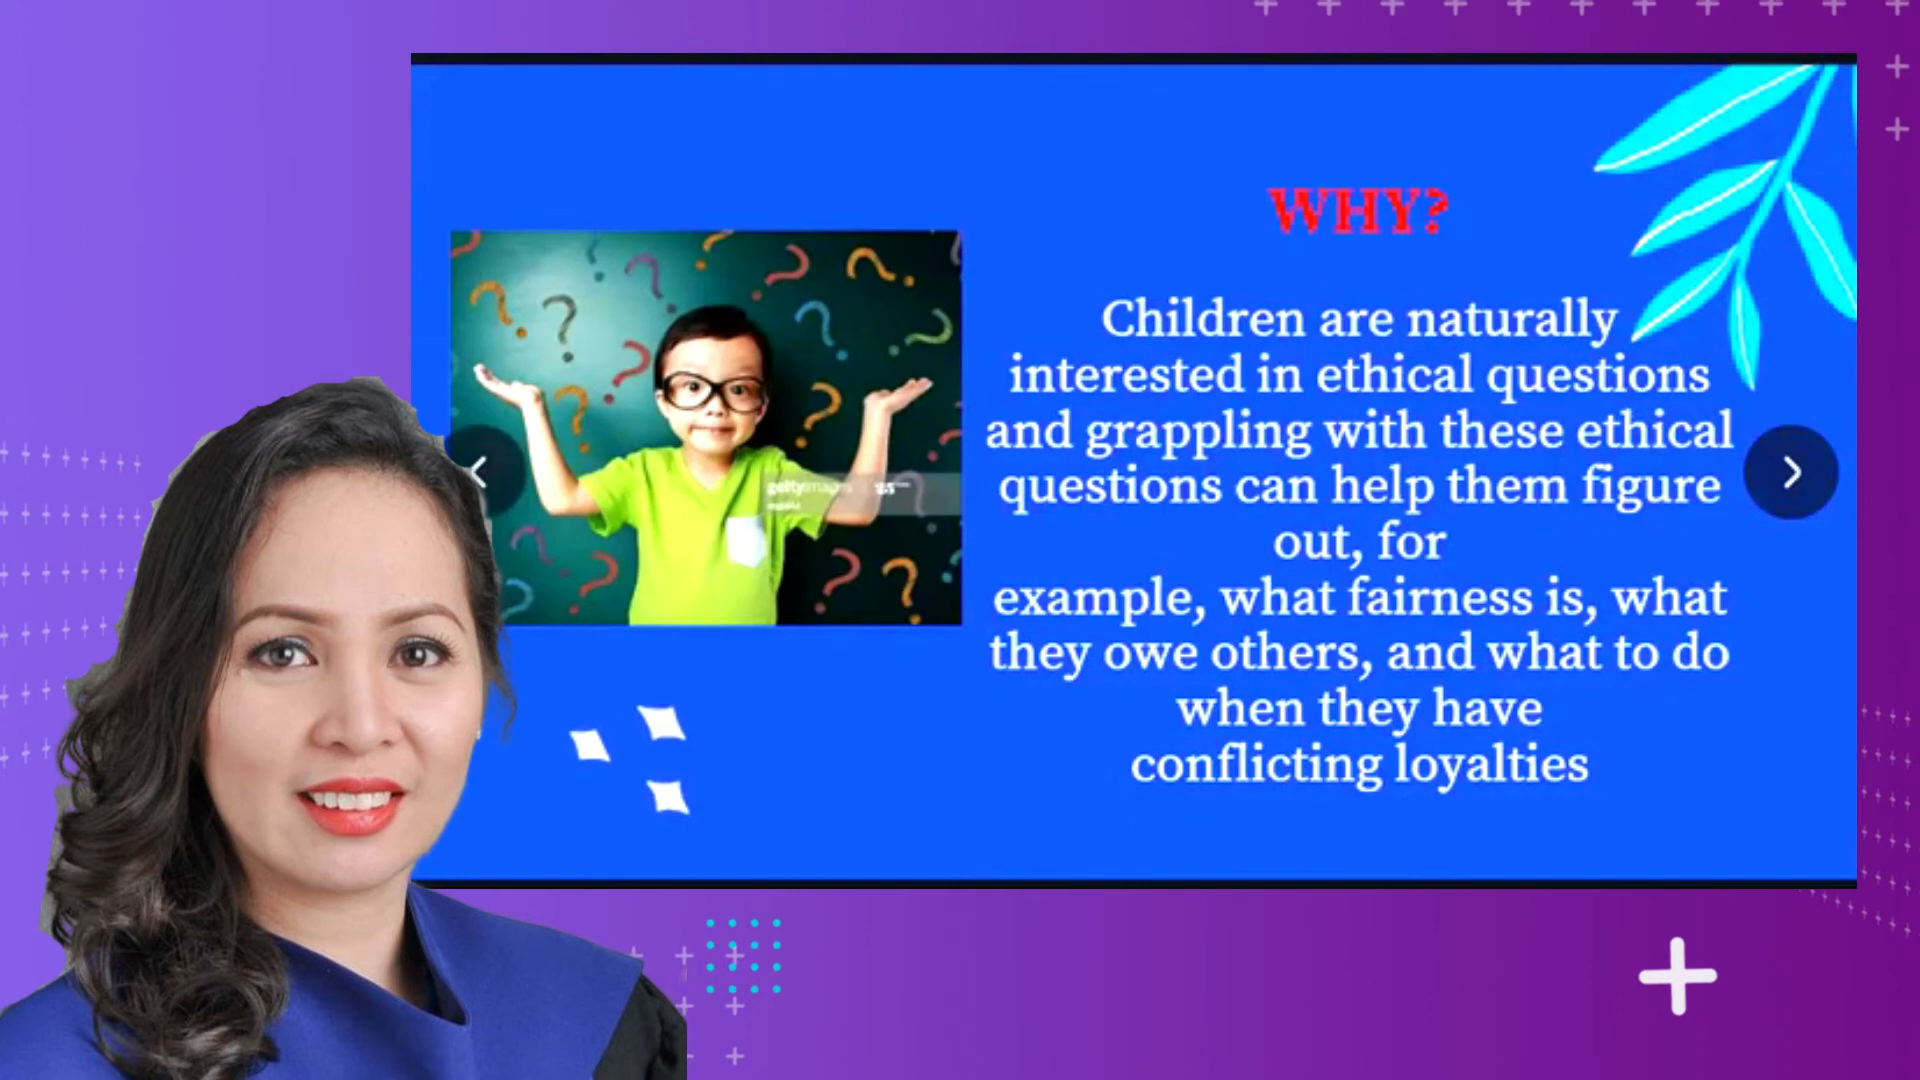 WHY?
Children are naturally
interested in ethical questions
and grappling with these ethical
questions can help them figure
out, for
example, what fairness is, what
they owe others, and what to do
when they have
conflicting loyalties
gettyimages